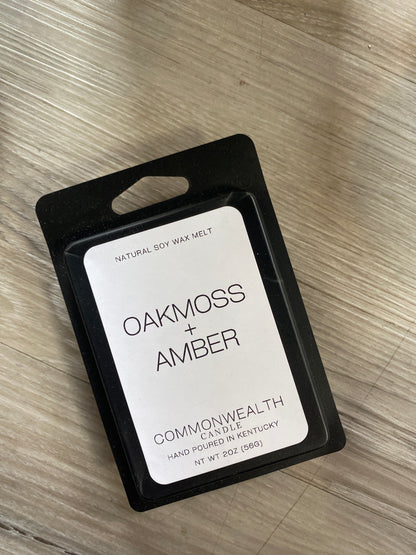 NATURAL SOY WAX MELT
OAKMOSS
+
AMBER
COMMONWEALTH
CANDLE
HAND POURED IN KENTUCKY
NT WT 2OZ (56G)